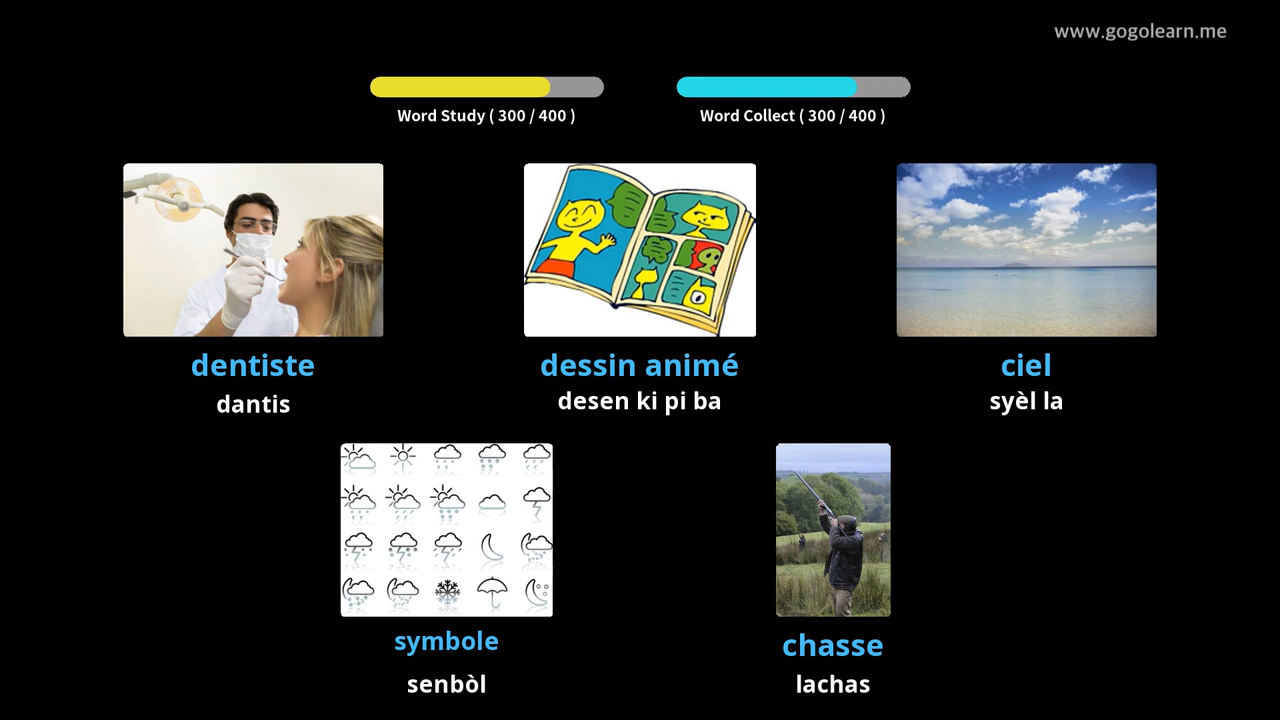 www.gogolearn.me
Word Study ( 300 / 400 )
Word Collect ( 300 / 400 )
dentiste
dantis
dessin animé
desen ki pi ba
ciel
syèl la
symbole
senbòl
chasse
lachas